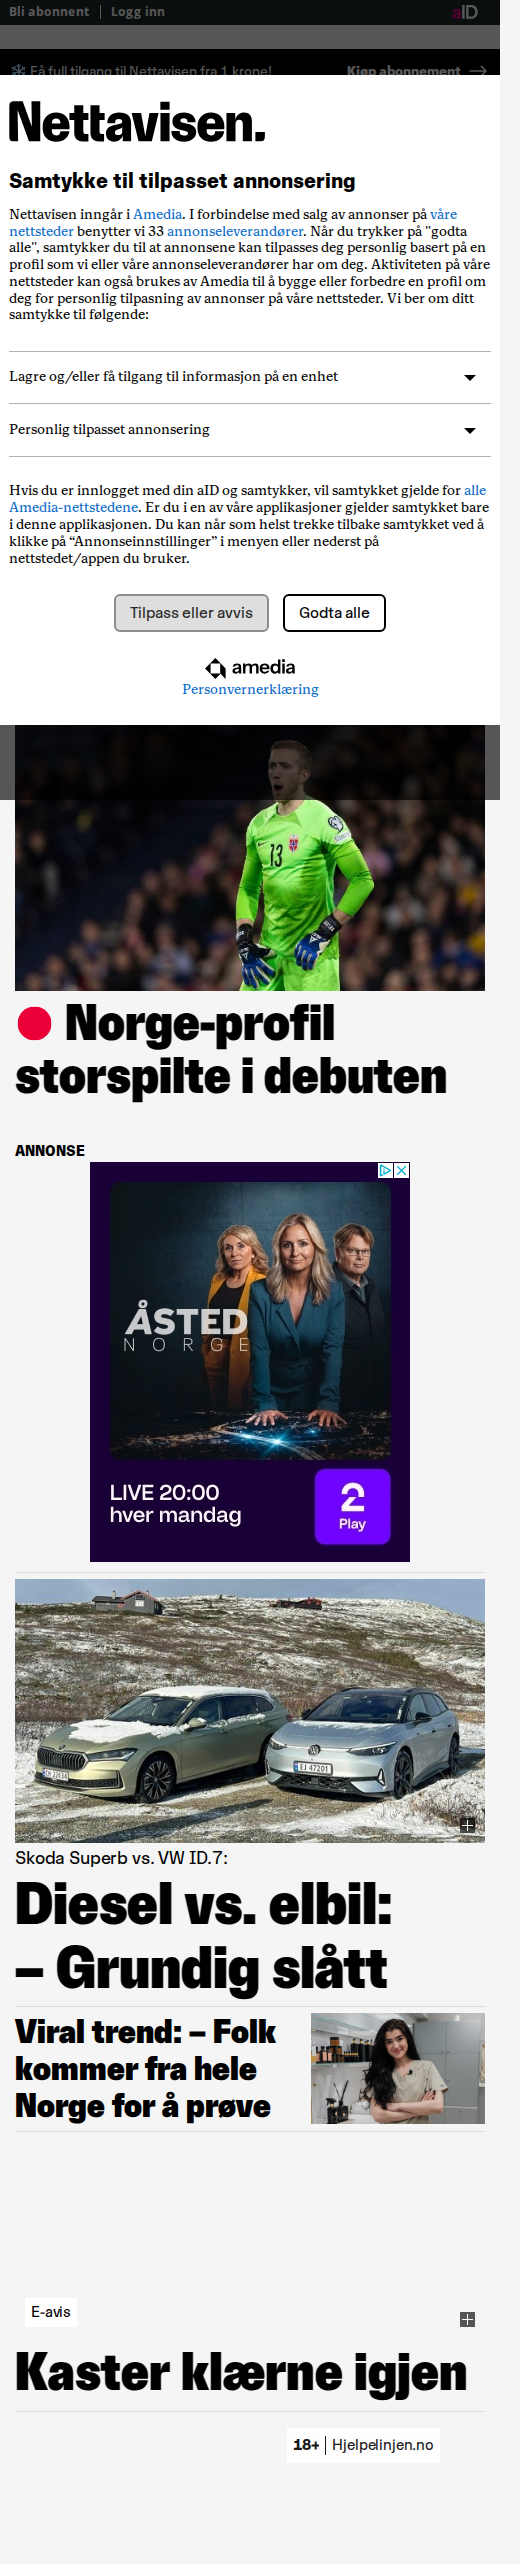 Bli abonnent | Logg inn
aID
Få full tilgang til Nettavisen fra 1 krone!
Kjøp abonnement
Nettavisen.
Samtykke til tilpasset annonsering
Nettavisen inngår i Amedia. I forbindelse med salg av annonser på våre
nettsteder benytter vi 33 annonseleverandører. Når du trykker på "godta
alle", samtykker du til at annonsene kan tilpasses deg personlig basert på en
profil som vi eller våre annonseleverandører har om deg. Aktiviteten på våre
nettsteder kan også brukes av Amedia til å bygge eller forbedre en profil om
deg for personlig tilpasning av annonser på våre nettsteder. Vi ber om ditt
samtykke til følgende:
Lagre og/eller få tilgang til informasjon på en enhet
Personlig tilpasset annonsering
Hvis du er innlogget med din aID og samtykker, vil samtykket gjelde for alle
Amedia-nettstedene. Er du i en av våre applikasjoner gjelder samtykket bare
i denne applikasjonen. Du kan når som helst trekke tilbake samtykket ved å
klikke på “Annonseinnstillinger” i menyen eller nederst på
nettstedet/appen du bruker.
Tilpass eller avvis
Godta alle
amedia
Personvernerklæring
13
Norge-profil
storspilte i debuten
ANNONSE
ÅSTED
NORGE
LIVE 20:00
hver mandag
2
Play
EJ 47201
Skoda Superb vs. VW ID.7:
Diesel vs. elbil:
– Grundig slått
Viral trend: – Folk
kommer fra hele
Norge for å prøve
E-avis
Kaster klærne igjen
18+ | Hjelpelinjen.no